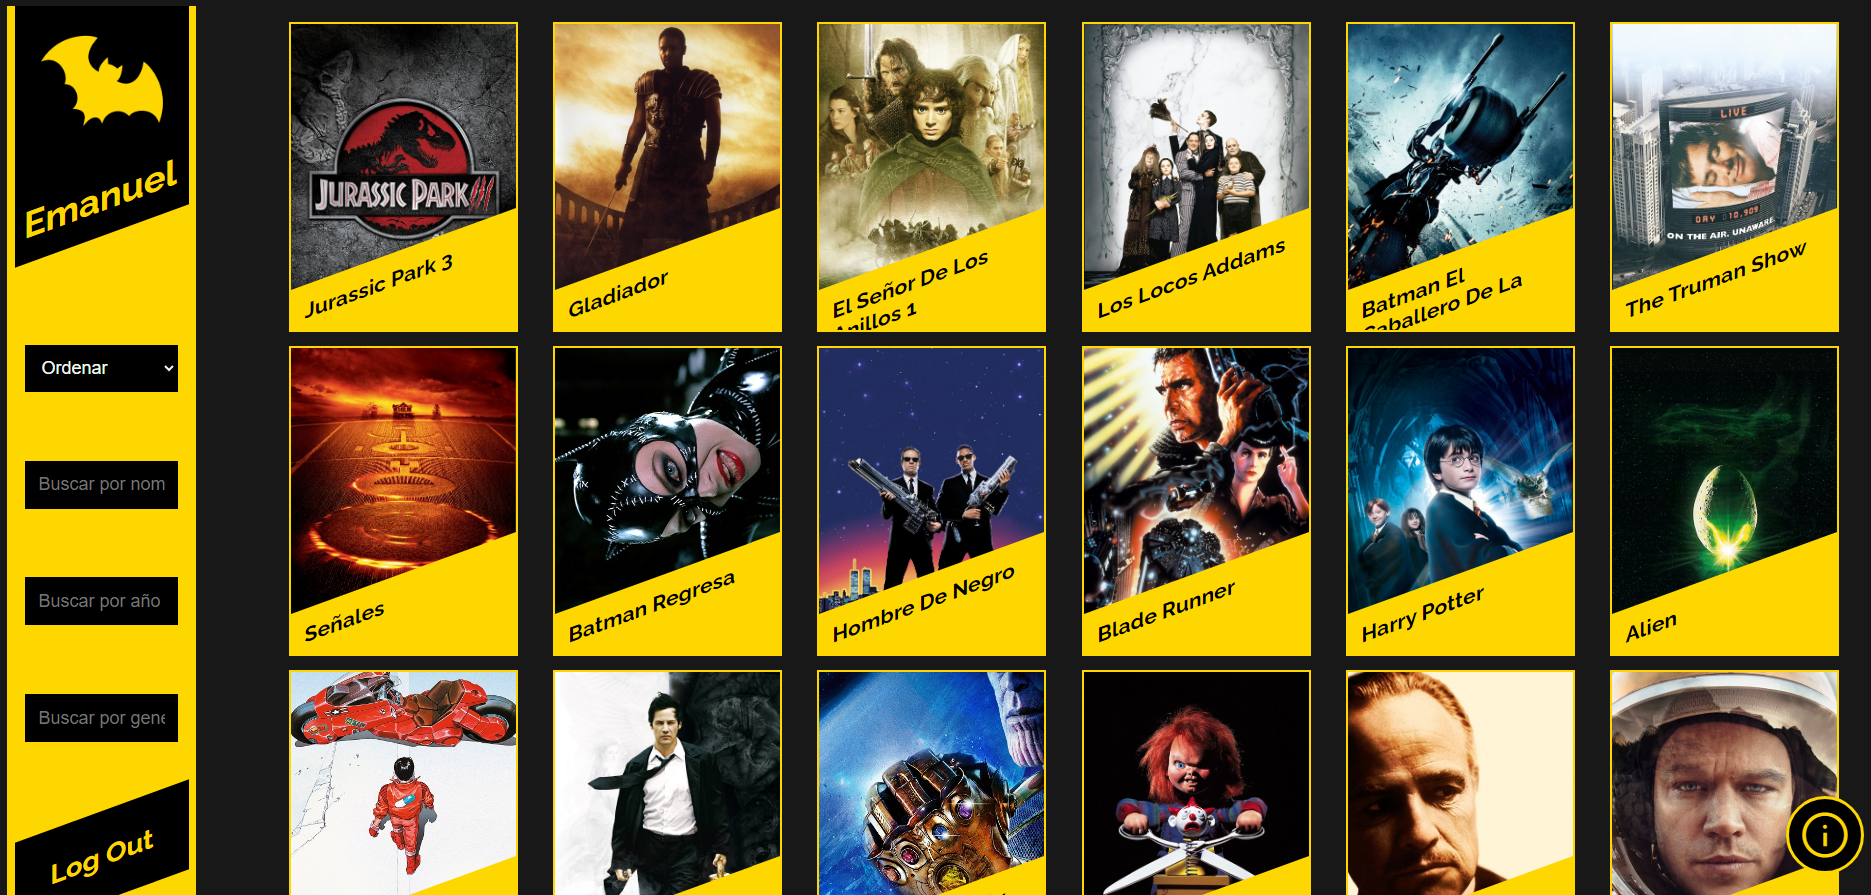 Emanuel
Ordenar
Buscar por nom
Buscar por año
Buscar por gene
Log Out
JURASSIC PARK III
Jurassic Park 3
Gladiador
El Señor De Los
Anillos 1
Los Locos Addams
Batman El
Caballero De La
LIVE
DAY 10,909
ON THE AIR. UNAWARE.
The Truman Show
Señales
Batman Regresa
Hombre De Negro
Blade Runner
Harry Potter
Alien
i